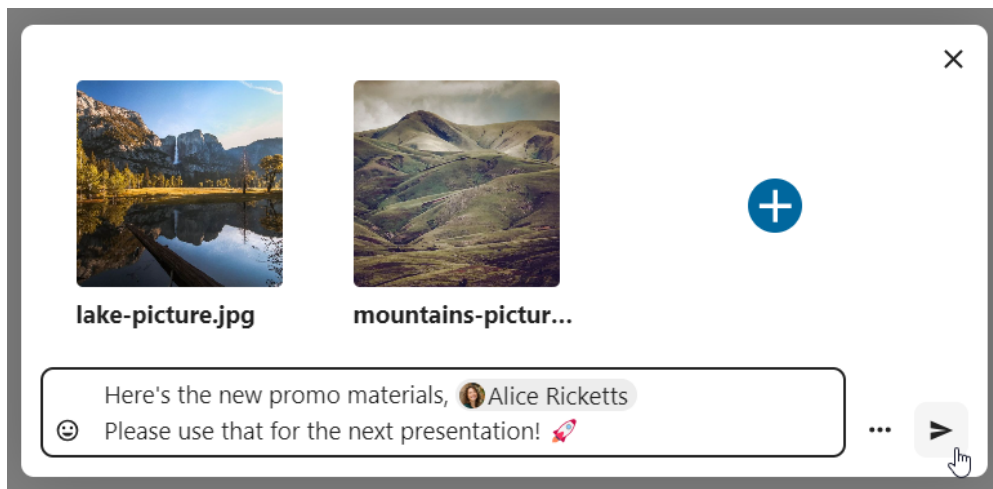 lake-picture.jpg
mountains-pictur...
Here's the new promo materials, Alice Ricketts
Please use that for the next presentation! 🚀